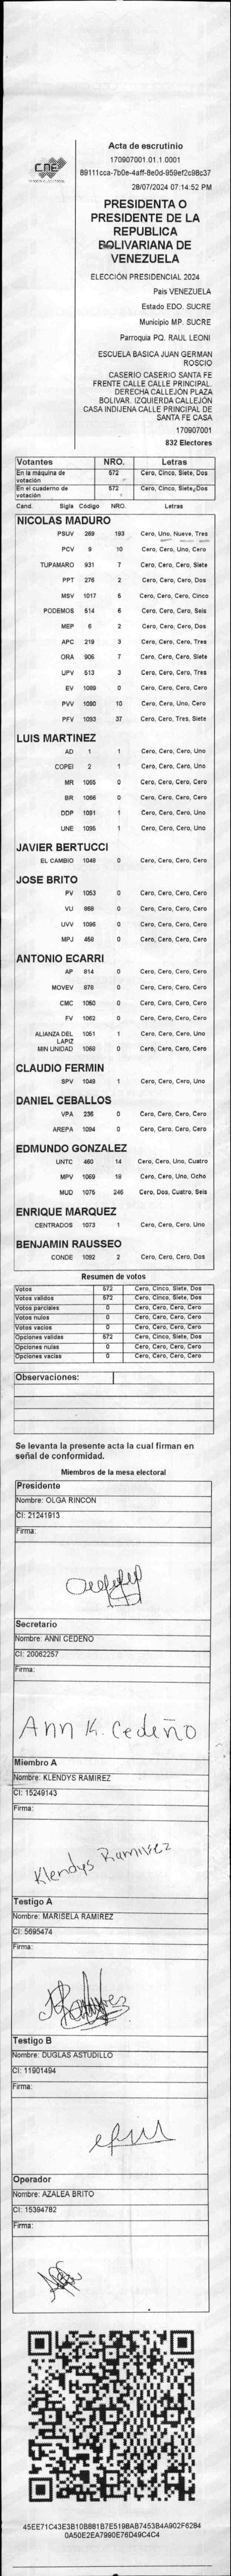 Acta de escrutinio
170907001.01.1.0001
89111cca-7b0e-4aff-8e0d-959ef2c98c37
28/07/2024 07:14:52 PM
CNE
PRESIDENTA O
PRESIDENTE DE LA
REPUBLICA
BOLIVARIANA DE
VENEZUELA
ELECCIÓN PRESIDENCIAL 2024
Pais VENEZUELA
Estado EDO. SUCRE
Municipio MP. SUCRE
Parroquia PQ. RAUL LEONI
ESCUELA BASICA JUAN GERMAN
ROSCIO
CASERIO CASERIO SANTA FE
FRENTE CALLE CALLE PRINCIPAL.
DERECHA CALLEJÓN PLAZA
BOLIVAR. IZQUIERDA CALLEJÓN
CASA INDIJENA CALLE PRINCIPAL DE
SANTA FE CASA
170907001
832 Electores
Votantes NRO. Letras
En la máquina de votación 572 Cero, Cinco, Siete, Dos
En el cuaderno de votación 572 Cero, Cinco, Siete, Dos
Cand. Sigla Código NRO. Letras
NICOLAS MADURO
PSUV 269 193 Cero, Uno, Nueve, Tres
PCV 9 10 Cero, Cero, Uno, Cero
TUPAMARO 931 7 Cero, Cero, Cero, Siete
PPT 276 2 Cero, Cero, Cero, Dos
MSV 1017 5 Cero, Cero, Cero, Cinco
PODEMOS 514 6 Cero, Cero, Cero, Seis
MEP 6 2 Cero, Cero, Cero, Dos
APC 219 3 Cero, Cero, Cero, Tres
ORA 906 7 Cero, Cero, Cero, Siete
UPV 513 3 Cero, Cero, Cero, Tres
EV 1089 0 Cero, Cero, Cero, Cero
PVV 1090 10 Cero, Cero, Uno, Cero
PFV 1093 37 Cero, Cero, Tres, Siete
LUIS MARTINEZ
AD 1 1 Cero, Cero, Cero, Uno
COPEI 2 1 Cero, Cero, Cero, Uno
MR 1065 0 Cero, Cero, Cero, Cero
BR 1066 0 Cero, Cero, Cero, Cero
DDP 1091 1 Cero, Cero, Cero, Uno
UNE 1095 1 Cero, Cero, Cero, Uno
JAVIER BERTUCCI
EL CAMBIO 1048 0 Cero, Cero, Cero, Cero
JOSE BRITO
PV 1053 0 Cero, Cero, Cero, Cero
VU 868 0 Cero, Cero, Cero, Cero
UVV 1096 0 Cero, Cero, Cero, Cero
MPJ 458 0 Cero, Cero, Cero, Cero
ANTONIO ECARRI
AP 814 0 Cero, Cero, Cero, Cero
MOVEV 878 0 Cero, Cero, Cero, Cero
CMC 1050 0 Cero, Cero, Cero, Cero
FV 1062 0 Cero, Cero, Cero, Cero
ALIANZA DEL LAPIZ 1051 1 Cero, Cero, Cero, Uno
MIN UNIDAD 1068 0 Cero, Cero, Cero, Cero
CLAUDIO FERMIN
SPV 1049 1 Cero, Cero, Cero, Uno
DANIEL CEBALLOS
VPA 236 0 Cero, Cero, Cero, Cero
AREPA 1094 0 Cero, Cero, Cero, Cero
EDMUNDO GONZALEZ
UNTC 460 14 Cero, Cero, Uno, Cuatro
MPV 1069 18 Cero, Cero, Uno, Ocho
MUD 1075 246 Cero, Dos, Cuatro, Seis
ENRIQUE MARQUEZ
CENTRADOS 1073 1 Cero, Cero, Cero, Uno
BENJAMIN RAUSSEO
CONDE 1092 2 Cero, Cero, Cero, Dos
Resumen de votos
Votos 572 Cero, Cinco, Siete, Dos
Votos validos 572 Cero, Cinco, Siete, Dos
Votos parciales 0 Cero, Cero, Cero, Cero
Votos nulos 0 Cero, Cero, Cero, Cero
Votos vacios 0 Cero, Cero, Cero, Cero
Opciones validas 572 Cero, Cinco, Siete, Dos
Opciones nulas 0 Cero, Cero, Cero, Cero
Opciones vacias 0 Cero, Cero, Cero, Cero
Observaciones:
Se levanta la presente acta la cual firman en
señal de conformidad.
Miembros de la mesa electoral
Presidente
Nombre: OLGA RINCON
CI: 21241913
Firma:
Secretario
Nombre: ANNI CEDEÑO
CI: 20062257
Firma:
Ann K. Cedeño
Miembro A
Nombre: KLENDYS RAMIREZ
CI: 15249143
Firma:
Klendys Ramirez
Testigo A
Nombre: MARISELA RAMIREZ
CI: 5695474
Firma:
Testigo B
Nombre: DUGLAS ASTUDILLO
CI: 11901494
Firma:
Operador
Nombre: AZALEA BRITO
CI: 15394782
Firma:
45EE71C43E3B10B881B7E5198AB7453B4A902F6284
0A50E2EA7990E76D49C4C4